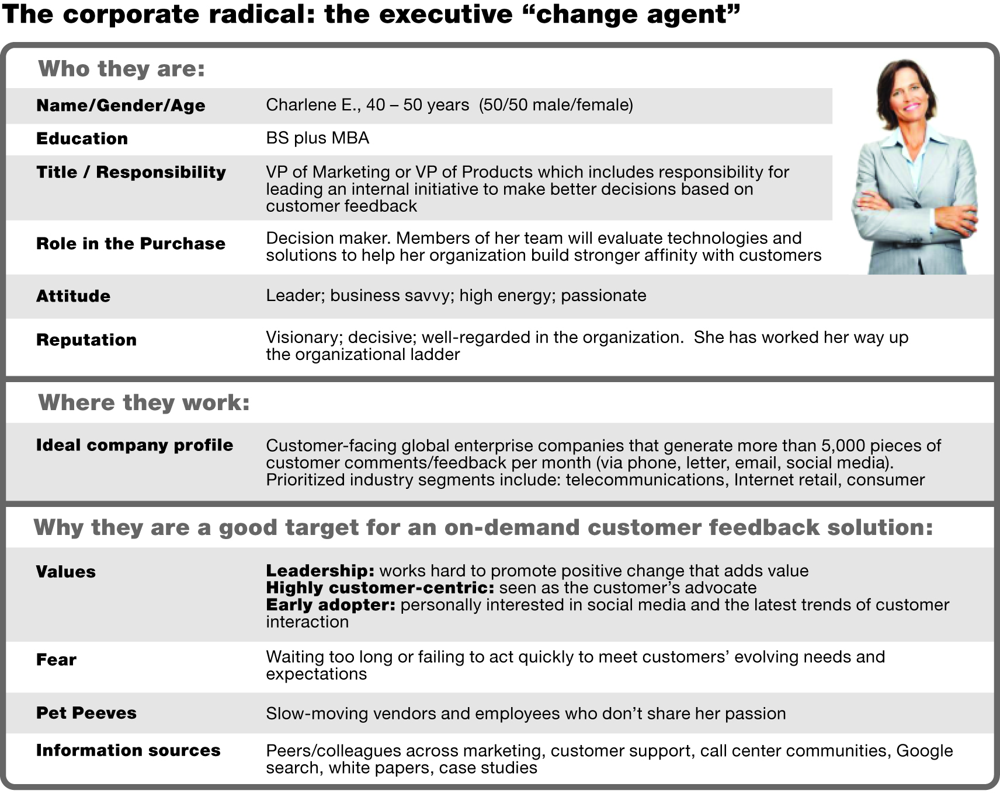 The corporate radical: the executive “change agent”
Who they are:
Name/Gender/Age
Charlene E., 40 – 50 years  (50/50 male/female)
Education
BS plus MBA
Title / Responsibility
VP of Marketing or VP of Products which includes responsibility for
leading an internal initiative to make better decisions based on
customer feedback
Role in the Purchase
Decision maker. Members of her team will evaluate technologies and
solutions to help her organization build stronger affinity with customers
Attitude
Leader; business savvy; high energy; passionate
Reputation
Visionary; decisive; well-regarded in the organization.  She has worked her way up
the organizational ladder
Where they work:
Ideal company profile
Customer-facing global enterprise companies that generate more than 5,000 pieces of
customer comments/feedback per month (via phone, letter, email, social media).
Prioritized industry segments include: telecommunications, Internet retail, consumer
Why they are a good target for an on-demand customer feedback solution:
Values
Leadership: works hard to promote positive change that adds value
Highly customer-centric: seen as the customer’s advocate
Early adopter: personally interested in social media and the latest trends of customer
interaction
Fear
Waiting too long or failing to act quickly to meet customers’ evolving needs and
expectations
Pet Peeves
Slow-moving vendors and employees who don’t share her passion
Information sources
Peers/colleagues across marketing, customer support, call center communities, Google
search, white papers, case studies